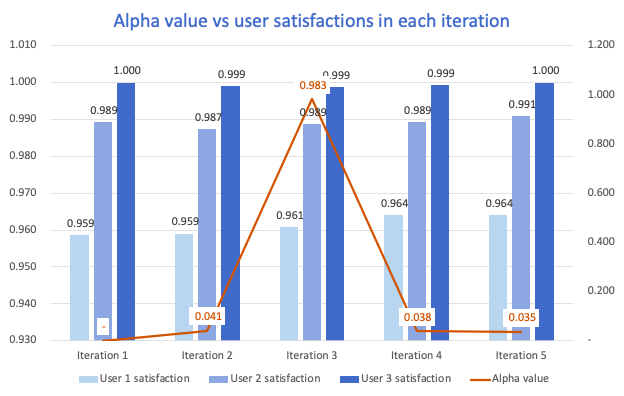 Alpha value vs user satisfactions in each iteration
1.010 1.200
1.000 0.999 0.999 0.999 1.000
1.000 0.983 1.000
0.989 0.987 0.989 0.989 0.991
0.990
0.980 0.800
0.970 0.600
0.959 0.959 0.961 0.964 0.964
0.960
0.950 0.400
0.940 0.200
- 0.041 0.038 0.035
0.930 -
Iteration 1 Iteration 2 Iteration 3 Iteration 4 Iteration 5
User 1 satisfaction User 2 satisfaction User 3 satisfaction Alpha value